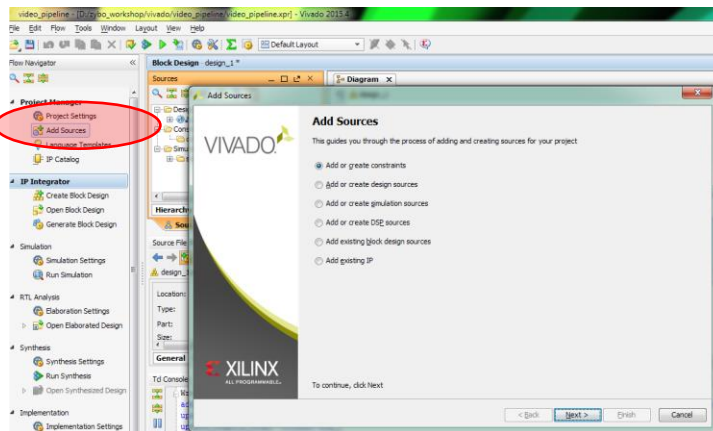 video_pipeline - [D:/zybo_workshop/vivado/video_pipeline/video_pipeline.xpr] - Vivado 2015.4
File Edit Flow Tools Window Layout View Help
Default Layout
Flow Navigator
Project Manager
Project Settings
Add Sources
Language Templates
IP Catalog
IP Integrator
Create Block Design
Open Block Design
Generate Block Design
Simulation
Simulation Settings
Run Simulation
RTL Analysis
Elaboration Settings
Open Elaborated Design
Synthesis
Synthesis Settings
Run Synthesis
Open Synthesized Design
Implementation
Implementation Settings
Block Design - design_1 *
Sources
Diagram
Desi
Cons
Simu
Hierarch
Sou
Source File
design_1
Location:
Type:
Part:
Size:
General
Tcl Console
Add Sources
VIVADO
XILINX
ALL PROGRAMMABLE
Add Sources
This guides you through the process of adding and creating sources for your project
Add or create constraints
Add or create design sources
Add or create simulation sources
Add or create DSP sources
Add existing block design sources
Add existing IP
To continue, click Next
< Back Next > Finish Cancel